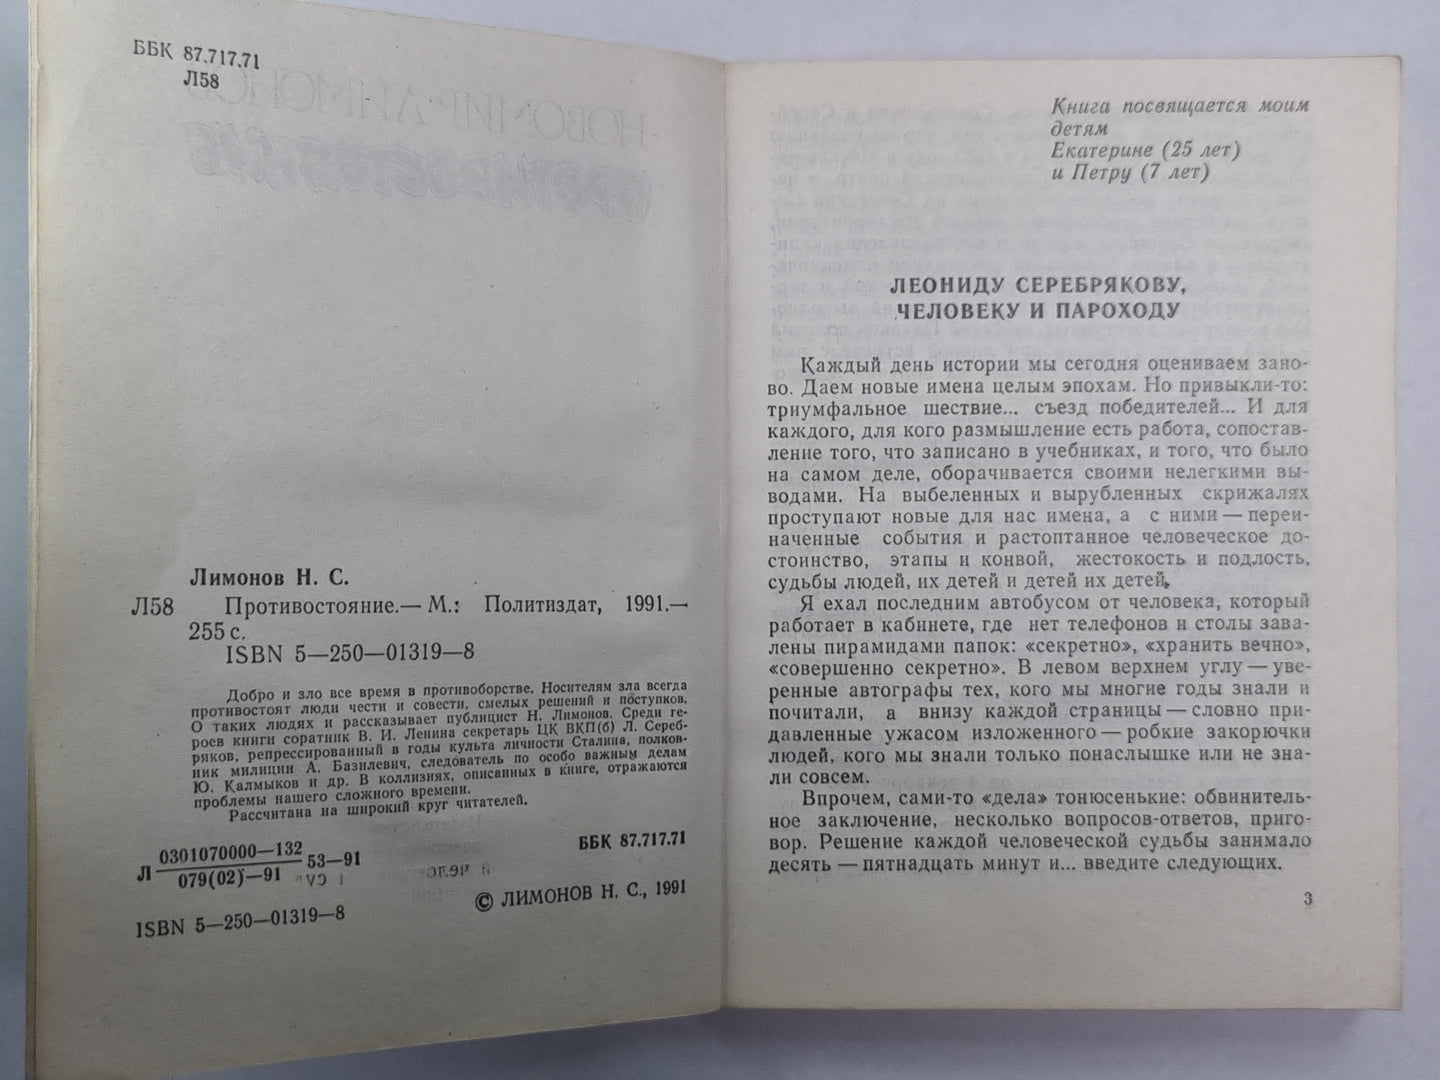 ББК 87.717.71
Л58
НОВОМИР ЛИМОНОВ
ПРОТИВОСТОЯНИЕ
Лимонов Н. С.
Л58 Противостояние.— М.: Политиздат, 1991.—
255 с.
ISBN 5—250—01319—8
Добро и зло все время в противоборстве. Носителям зла всегда
противостоят люди чести и совести, смелых решений и поступков.
О таких людях и рассказывает публицист Н. Лимонов. Среди ге-
роев книги соратник В. И. Ленина секретарь ЦК ВКП(б) Л. Сереб-
ряков, репрессированный в годы культа личности Сталина, полков-
ник милиции А. Базилевич, следователь по особо важным делам
Ю. Калмыков и др. В коллизиях, описанных в книге, отражаются
проблемы нашего сложного времени.
Рассчитана на широкий круг читателей.
Л 0301070000—132
079(02)—91 53—91
ББК 87.717.71
ISBN 5—250—01319—8
© ЛИМОНОВ Н. С., 1991
Книга посвящается моим
детям
Екатерине (25 лет)
и Петру (7 лет)
ЛЕОНИДУ СЕРЕБРЯКОВУ,
ЧЕЛОВЕКУ И ПАРОХОДУ
Каждый день истории мы сегодня оцениваем зано-
во. Даем новые имена целым эпохам. Но привыкли-то:
триумфальное шествие... съезд победителей... И для
каждого, для кого размышление есть работа, сопостав-
ление того, что записано в учебниках, и того, что было
на самом деле, оборачивается своими нелегкими вы-
водами. На выбеленных и вырубленных скрижалях
проступают новые для нас имена, а с ними — переи-
наченные события и растоптанное человеческое до-
стоинство, этапы и конвой, жестокость и подлость,
судьбы людей, их детей и детей их детей.
Я ехал последним автобусом от человека, который
работает в кабинете, где нет телефонов и столы зава-
лены пирамидами папок: «секретно», «хранить вечно»,
«совершенно секретно». В левом верхнем углу — уве-
ренные автографы тех, кого мы многие годы знали и
почитали, а внизу каждой страницы — словно при-
давленные ужасом изложенного — робкие закорючки
людей, кого мы знали только понаслышке или не зна-
ли совсем.
Впрочем, сами-то «дела» тонюсенькие: обвинитель-
ное заключение, несколько вопросов-ответов, приго-
вор. Решение каждой человеческой судьбы занимало
десять — пятнадцать минут и... введите следующих.
3